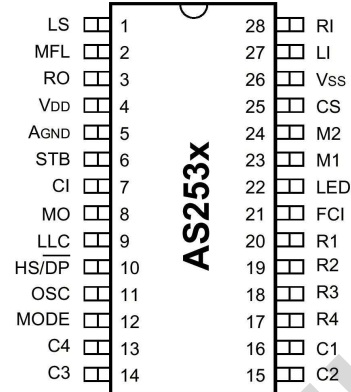 LS 1 28 RI
MFL 2 27 LI
RO 3 26 VSS
VDD 4 25 CS
AGND 5 24 M2
STB 6 23 M1
CI 7 22 LED
MO 8 21 FCI
LLC 9 20 R1
HS/D̅P̅ 10 19 R2
OSC 11 18 R3
MODE 12 17 R4
C4 13 16 C1
C3 14 15 C2
AS253x